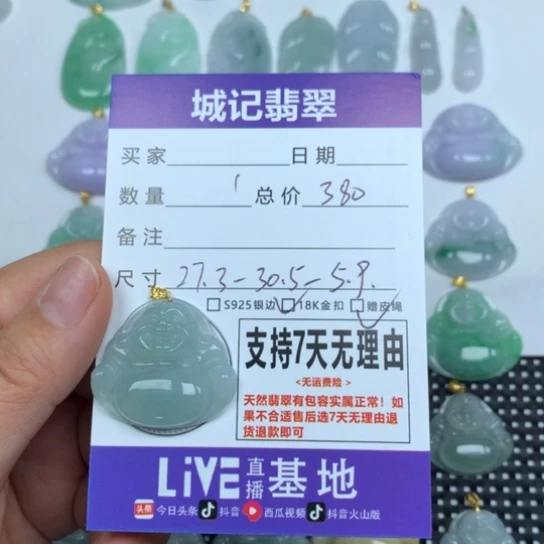 城记翡翠
买家 日期
数量 1 总价 380
备注
尺寸 27.3-30.5-5.9.
S925银边 18K金扣 赠皮绳
支持7天无理由
<无运费险>
天然翡翠有包容实属正常！如
果不合适售后选7天无理由退
货退款即可
LiVE 直播 基地
头条 今日头条 抖音 西瓜视频 抖音火山版